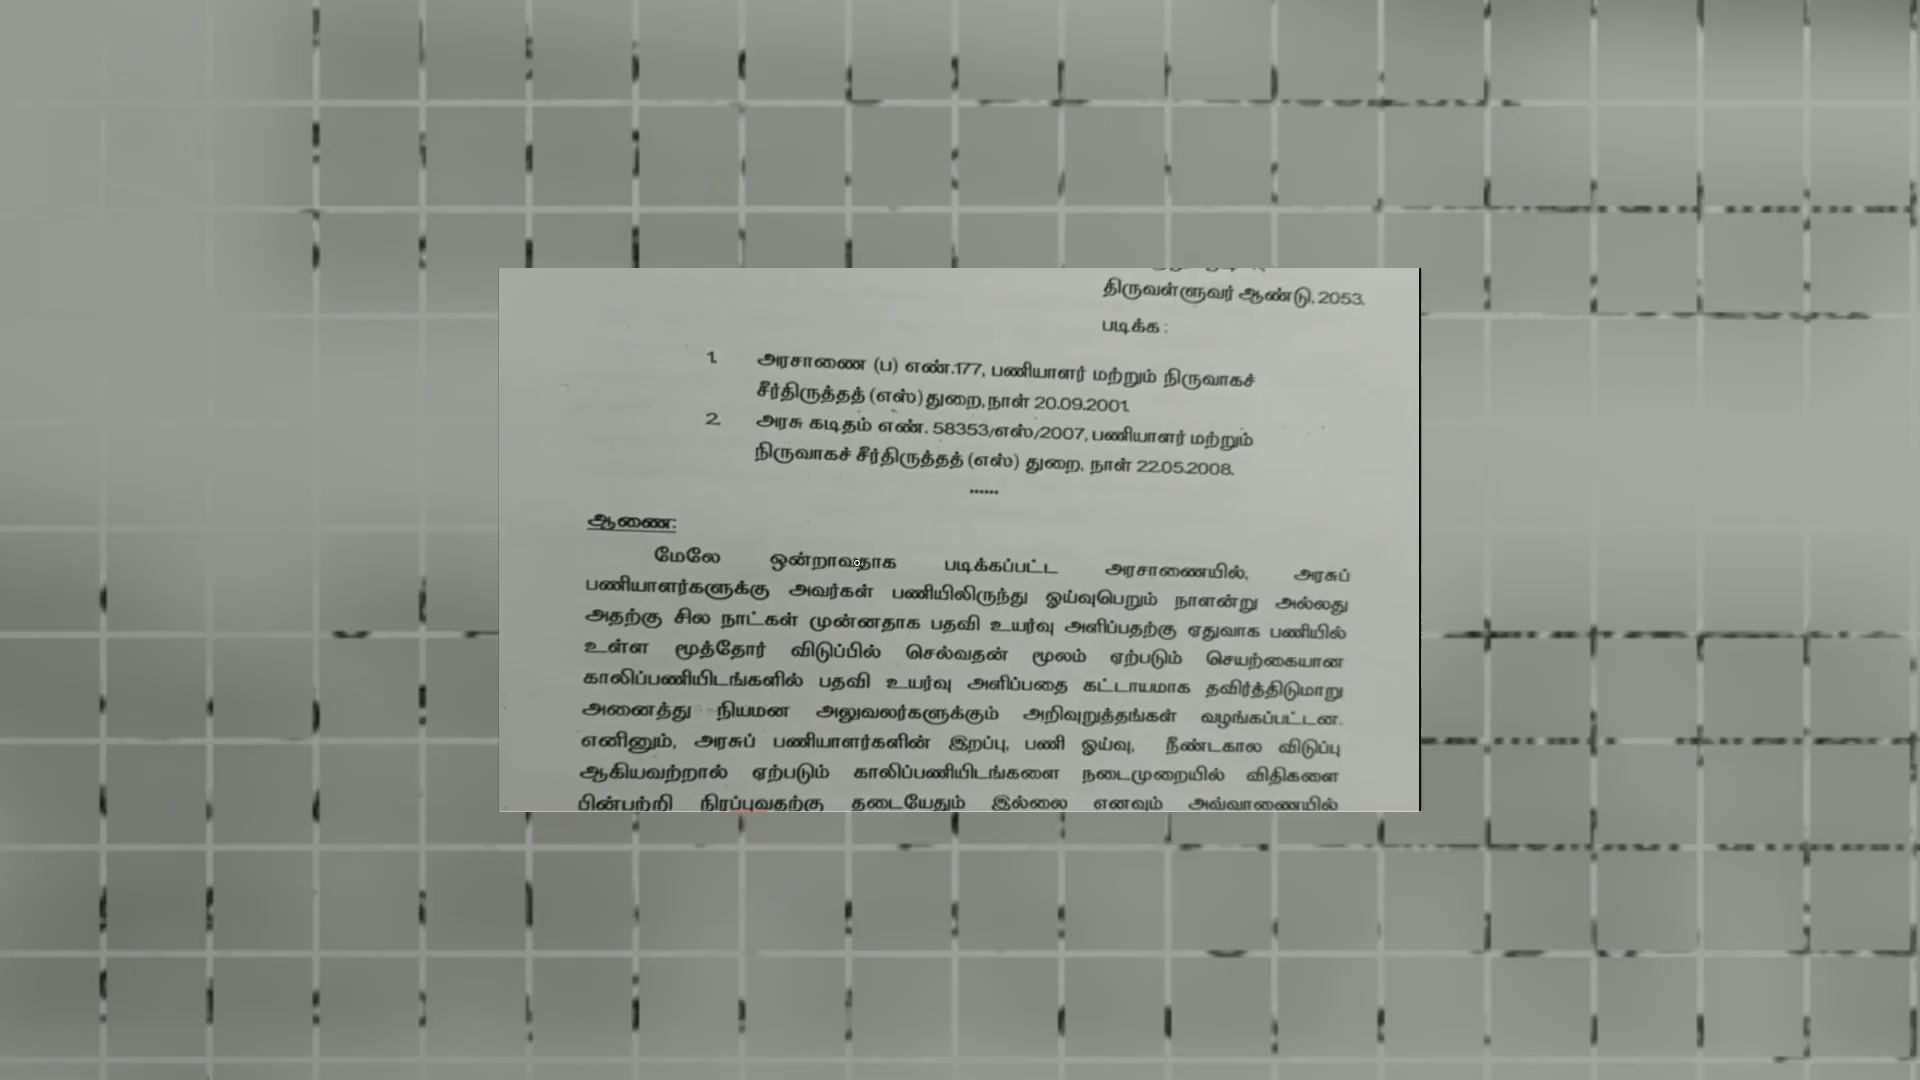 திருவள்ளுவர் ஆண்டு, 2053.
படிக்க :
1. அரசாணை (ப) எண்.177, பணியாளர் மற்றும் நிருவாகச்
சீர்திருத்தத் (எஸ்) துறை, நாள் 20.09.2001.
2. அரசு கடிதம் எண். 58353/எஸ்/2007, பணியாளர் மற்றும்
நிருவாகச் சீர்திருத்தத் (எஸ்) துறை, நாள் 22.05.2008.
......
ஆணை:
மேலே ஒன்றாவதாக படிக்கப்பட்ட அரசாணையில், அரசுப்
பணியாளர்களுக்கு அவர்கள் பணியிலிருந்து ஓய்வுபெறும் நாளன்று அல்லது
அதற்கு சில நாட்கள் முன்னதாக பதவி உயர்வு அளிப்பதற்கு ஏதுவாக பணியில்
உள்ள மூத்தோர் விடுப்பில் செல்வதன் மூலம் ஏற்படும் செயற்கையான
காலிப்பணியிடங்களில் பதவி உயர்வு அளிப்பதை கட்டாயமாக தவிர்த்திடுமாறு
அனைத்து நியமன அலுவலர்களுக்கும் அறிவுறுத்தங்கள் வழங்கப்பட்டன.
எனினும், அரசுப் பணியாளர்களின் இறப்பு, பணி ஓய்வு, நீண்டகால விடுப்பு
ஆகியவற்றால் ஏற்படும் காலிப்பணியிடங்களை நடைமுறையில் விதிகளை
பின்பற்றி நிரப்புவதற்கு தடையேதும் இல்லை எனவும் அவ்வாணையில்